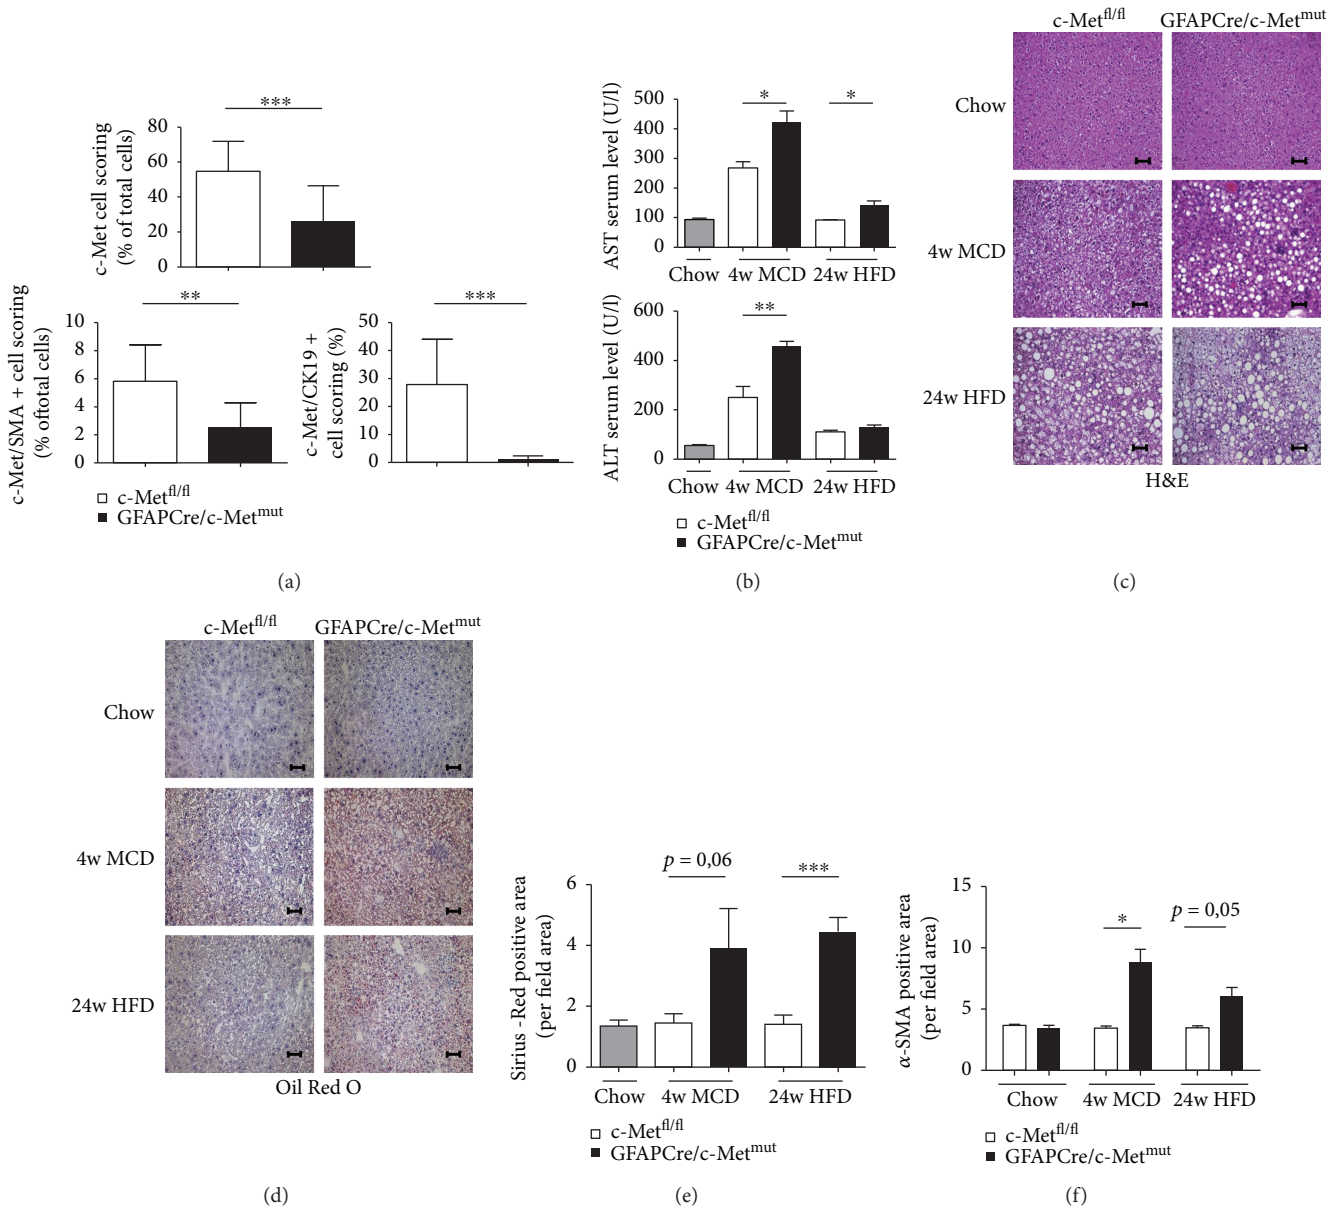 ***
c-Met cell scoring
(% of total cells)
80
60
40
20
0
**
c-Met/SMA + cell scoring
(% oftotal cells)
10
8
6
4
2
0
***
c-Met/CK19 +
cell scoring (%)
50
40
30
20
10
0
c-Met^fl/fl
GFAPCre/c-Met^mut
(a)
AST serum level (U/l)
500
400
300
200
100
0
* *
Chow 4w MCD 24w HFD
ALT serum level (U/l)
600
400
200
0
**
Chow 4w MCD 24w HFD
c-Met^fl/fl
GFAPCre/c-Met^mut
(b)
c-Met^fl/fl GFAPCre/c-Met^mut
Chow
4w MCD
24w HFD
H&E
(c)
c-Met^fl/fl GFAPCre/c-Met^mut
Chow
4w MCD
24w HFD
Oil Red O
(d)
Sirius -Red positive area
(per field area)
6
4
2
0
p = 0,06 ***
Chow 4w MCD 24w HFD
c-Met^fl/fl
GFAPCre/c-Met^mut
(e)
α-SMA positive area
(per field area)
15
10
5
0
* p = 0,05
Chow 4w MCD 24w HFD
c-Met^fl/fl
GFAPCre/c-Met^mut
(f)